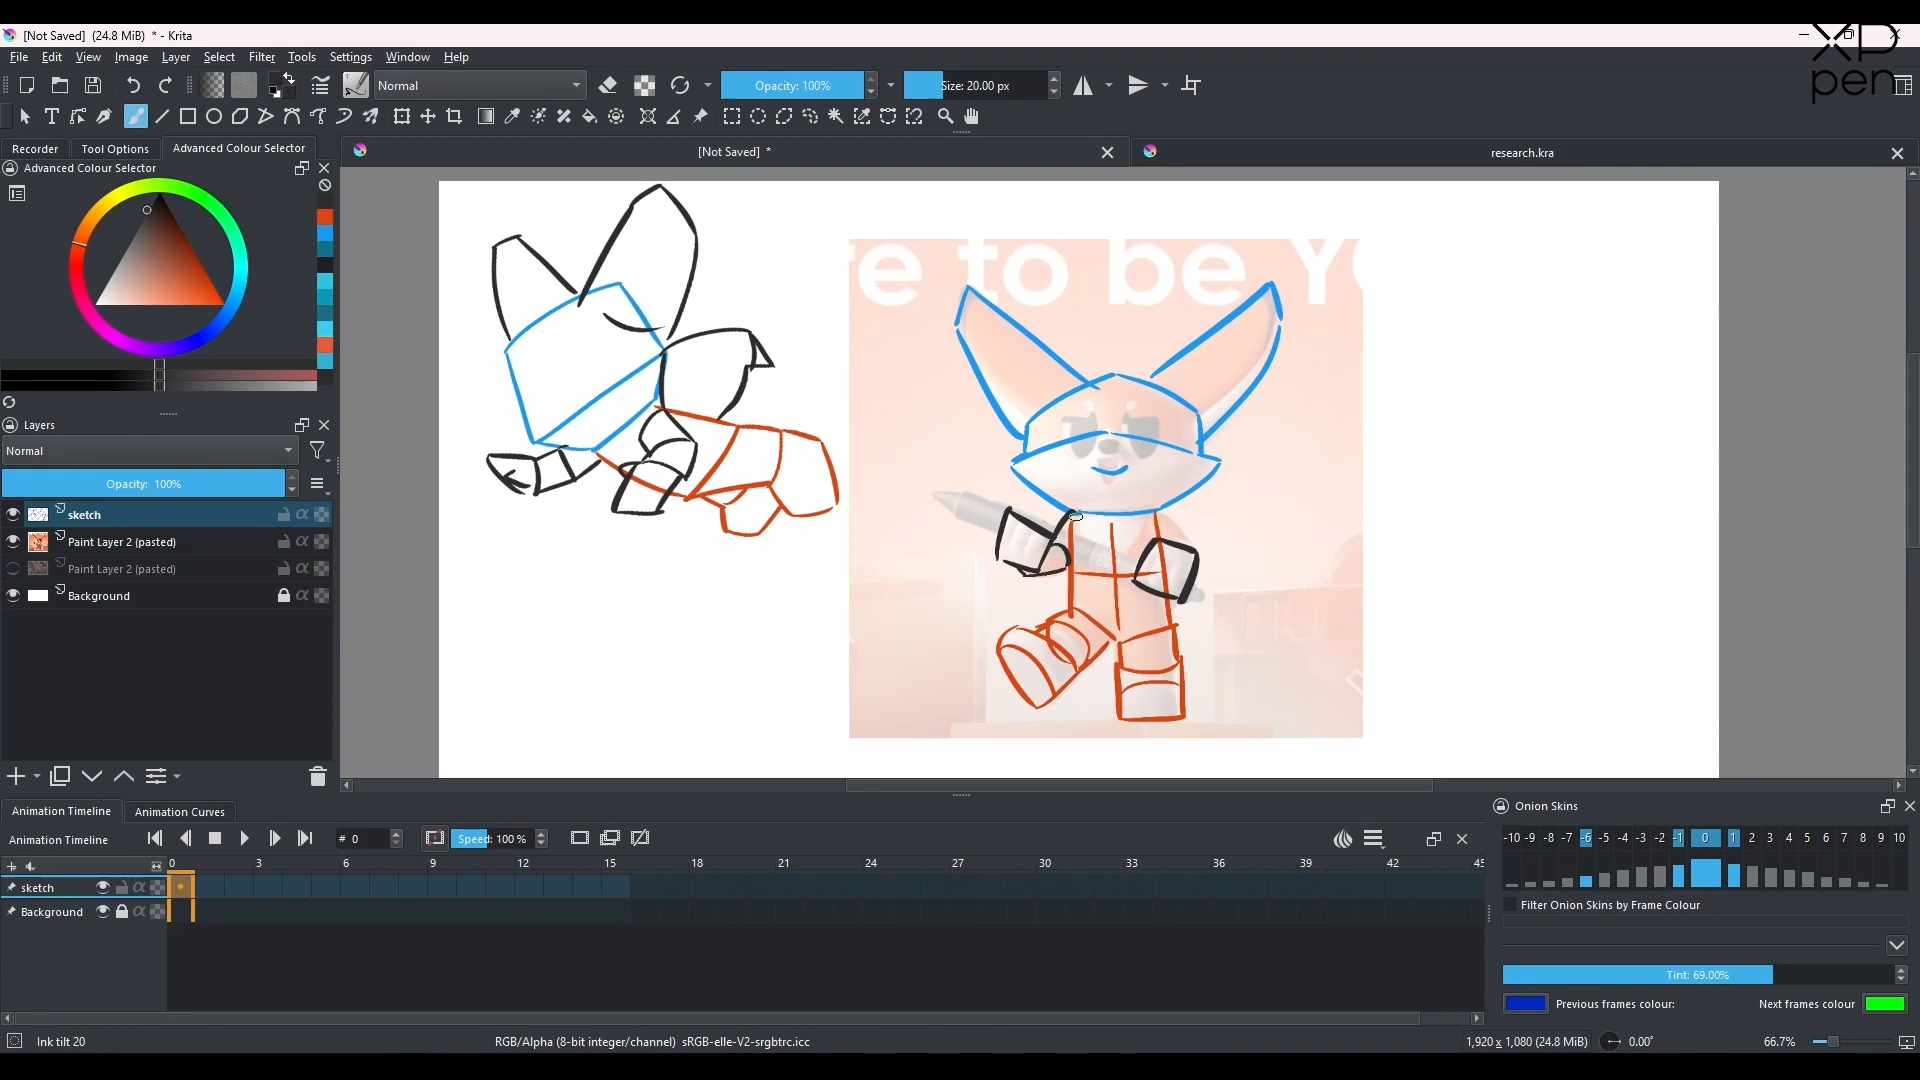 [Not Saved] (24.8 MiB) * - Krita
XP
pen
File Edit View Image Layer Select Filter Tools Settings Window Help
Normal
Opacity: 100%
Size: 20.00 px
Recorder
Tool Options
Advanced Colour Selector
[Not Saved] *
research.kra
Advanced Colour Selector
re to be Y
Layers
Normal
Opacity: 100%
sketch
Paint Layer 2 (pasted)
Paint Layer 2 (pasted)
Background
Animation Timeline
Animation Curves
Onion Skins
Animation Timeline
# 0
Speed: 100 %
-10 -9 -8 -7 -6 -5 -4 -3 -2 -1 0 1 2 3 4 5 6 7 8 9 10
0 3 6 9 12 15 18 21 24 27 30 33 36 39 42 45
sketch
Background
Filter Onion Skins by Frame Colour
Tint: 69.00%
Previous frames colour:
Next frames colour
Ink tilt 20
RGB/Alpha (8-bit integer/channel) sRGB-elle-V2-srgbtrc.icc
1,920 x 1,080 (24.8 MiB)
0.00°
66.7%